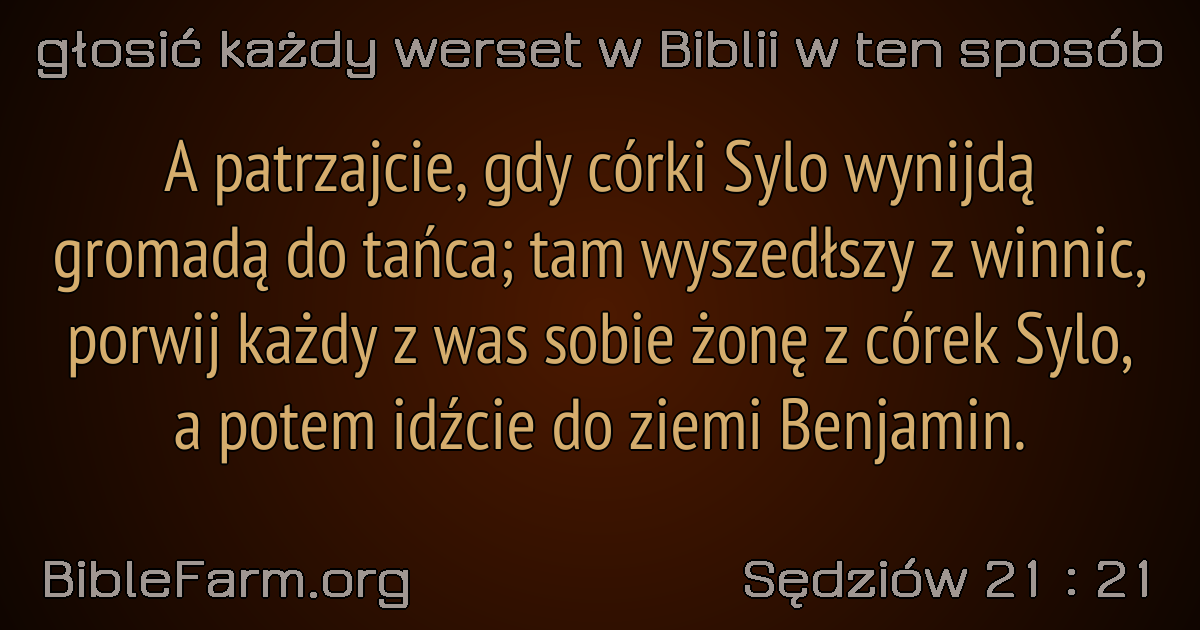 głosić każdy werset w Biblii w ten sposób
A patrzajcie, gdy córki Sylo wynijdą
gromadą do tańca; tam wyszedłszy z winnic,
porwij każdy z was sobie żonę z córek Sylo,
a potem idźcie do ziemi Benjamin.
BibleFarm.org
Sędziów 21 : 21